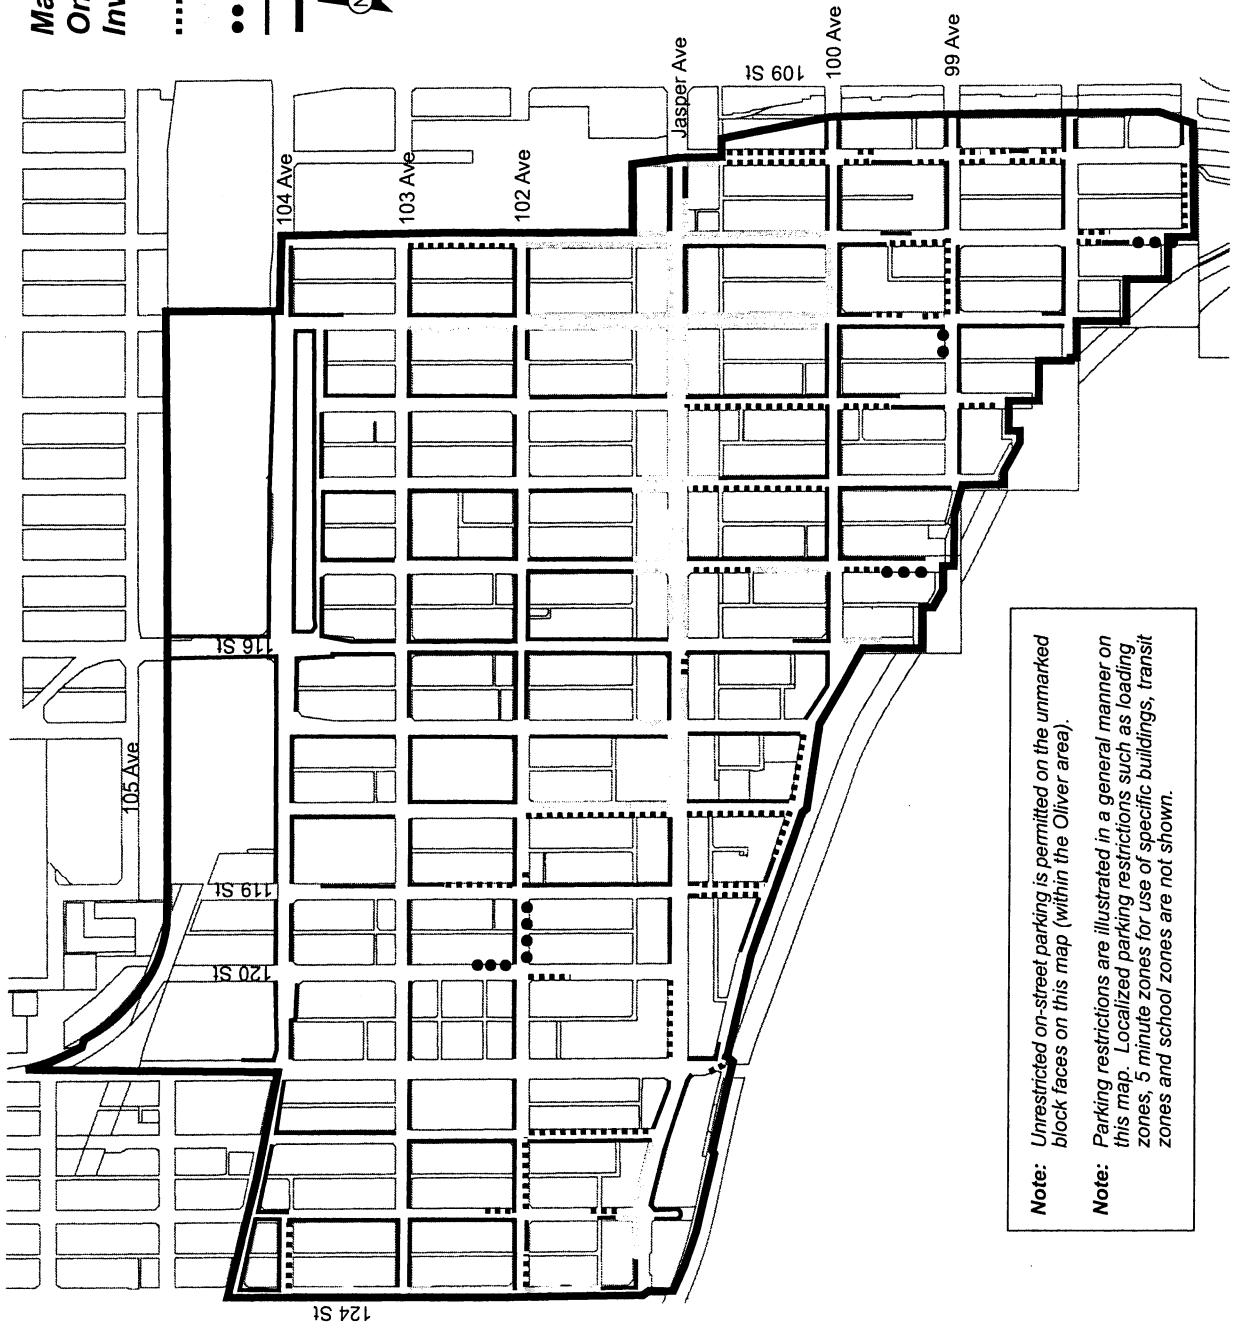 Ma
On
Inv
N
109 St
Jasper Ave
100 Ave
99 Ave
104 Ave
103 Ave
102 Ave
116 St
105 Ave
119 St
120 St
124 St
Note: Unrestricted on-street parking is permitted on the unmarked
block faces on this map (within the Oliver area).
Note: Parking restrictions are illustrated in a general manner on
this map. Localized parking restrictions such as loading
zones, 5 minute zones for use of specific buildings, transit
zones and school zones are not shown.